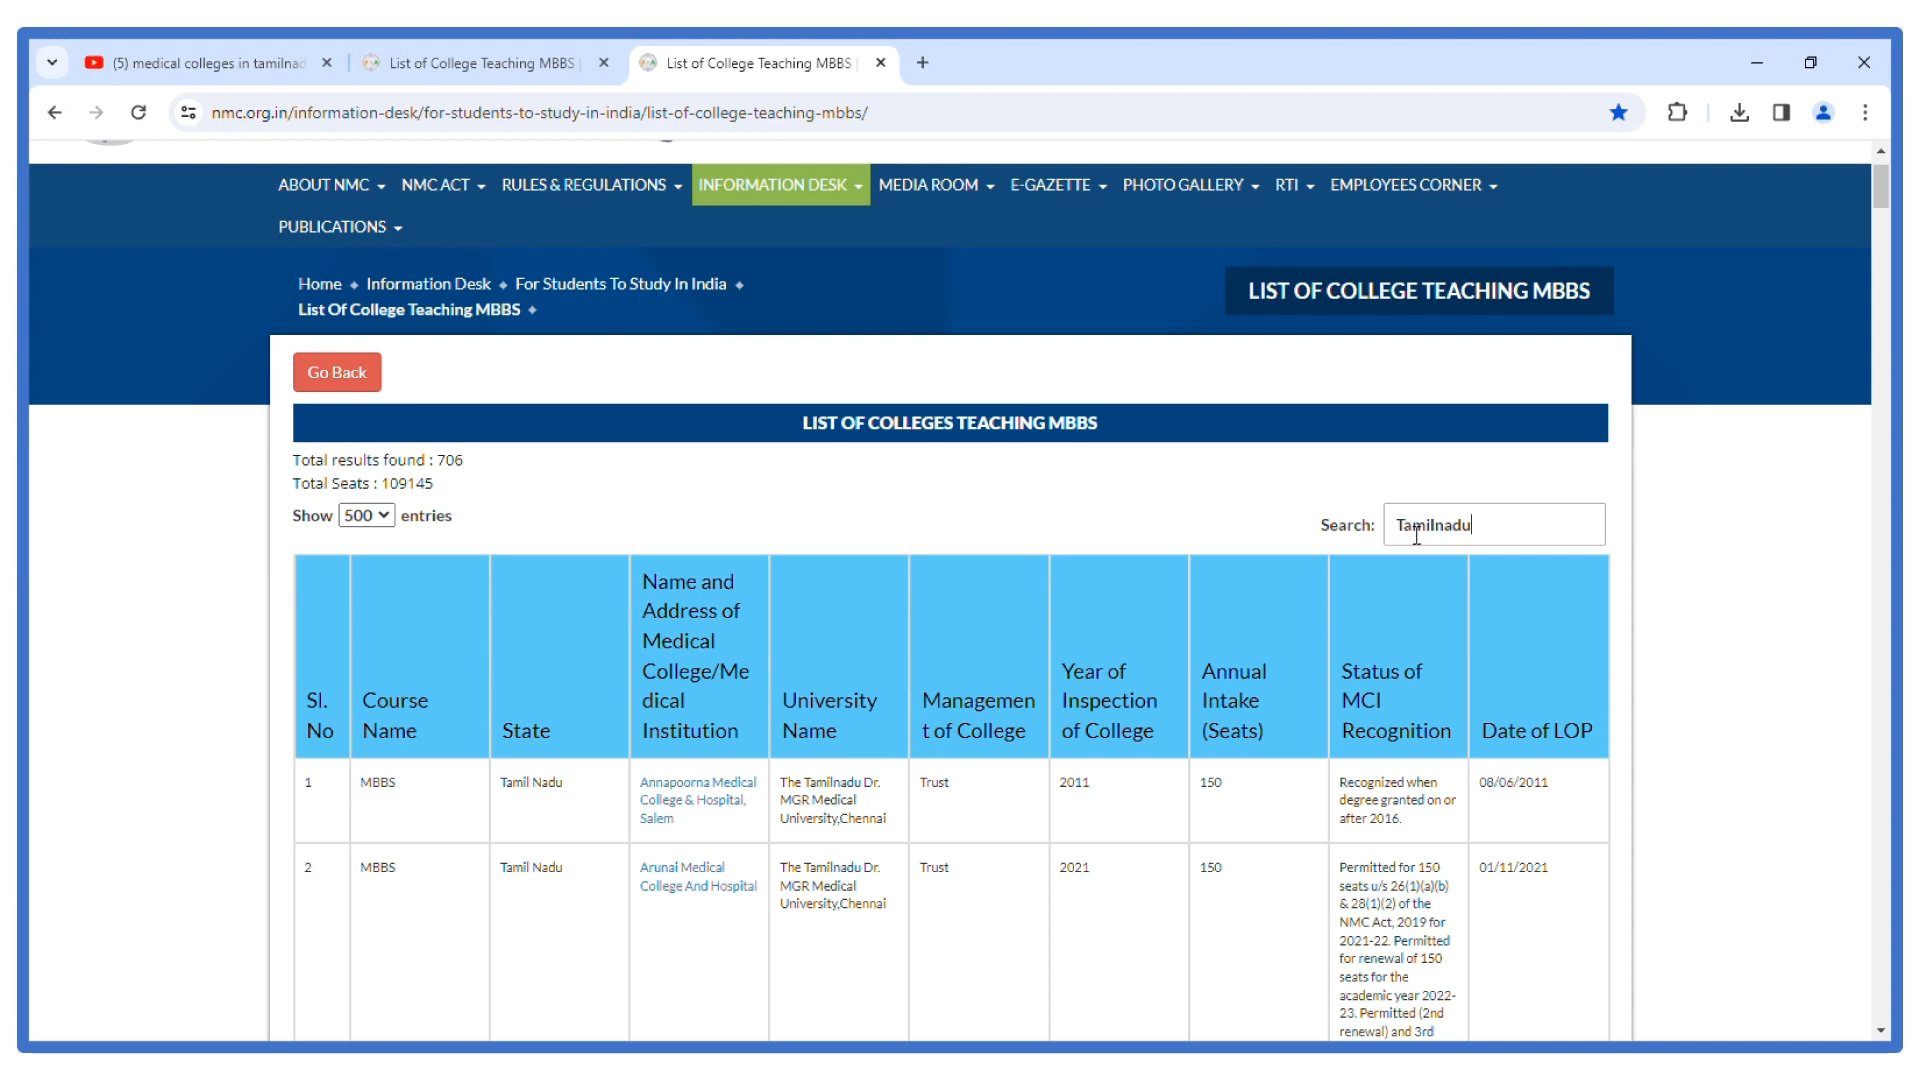 (5) medical colleges in tamilnad
List of College Teaching MBBS |
List of College Teaching MBBS |
nmc.org.in/information-desk/for-students-to-study-in-india/list-of-college-teaching-mbbs/
ABOUT NMC NMC ACT RULES & REGULATIONS INFORMATION DESK MEDIA ROOM E-GAZETTE PHOTO GALLERY RTI EMPLOYEES CORNER
PUBLICATIONS
Home Information Desk For Students To Study In India
List Of College Teaching MBBS
LIST OF COLLEGE TEACHING MBBS
Go Back
LIST OF COLLEGES TEACHING MBBS
Total results found : 706
Total Seats : 109145
Show 500 entries
Search: Tamilnadu
Sl.
No
Course
Name
State
Name and
Address of
Medical
College/Me
dical
Institution
University
Name
Managemen
t of College
Year of
Inspection
of College
Annual
Intake
(Seats)
Status of
MCI
Recognition
Date of LOP
1
MBBS
Tamil Nadu
Annapoorna Medical
College & Hospital,
Salem
The Tamilnadu Dr.
MGR Medical
University,Chennai
Trust
2011
150
Recognized when
degree granted on or
after 2016.
08/06/2011
2
MBBS
Tamil Nadu
Arunai Medical
College And Hospital
The Tamilnadu Dr.
MGR Medical
University,Chennai
Trust
2021
150
Permitted for 150
seats u/s 26(1)(a)(b)
& 28(1)(2) of the
NMC Act, 2019 for
2021-22. Permitted
for renewal of 150
seats for the
academic year 2022-
23. Permitted (2nd
renewal) and 3rd
01/11/2021